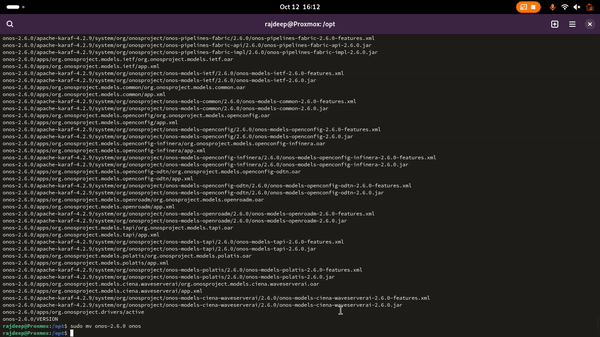 Oct 12 16:12
rajdeep@Proxmox: /opt
onos-2.6.0/apache-karaf-4.2.9/system/org/onosproject/onos-pipelines-fabric/2.6.0/onos-pipelines-fabric-2.6.0-features.xml
onos-2.6.0/apache-karaf-4.2.9/system/org/onosproject/onos-pipelines-fabric-api/2.6.0/onos-pipelines-fabric-api-2.6.0.jar
onos-2.6.0/apache-karaf-4.2.9/system/org/onosproject/onos-pipelines-fabric-impl/2.6.0/onos-pipelines-fabric-impl-2.6.0.jar
onos-2.6.0/apps/org.onosproject.models.ietf/org.onosproject.models.ietf.oar
onos-2.6.0/apps/org.onosproject.models.ietf/app.xml
onos-2.6.0/apache-karaf-4.2.9/system/org/onosproject/onos-models-ietf/2.6.0/onos-models-ietf-2.6.0-features.xml
onos-2.6.0/apache-karaf-4.2.9/system/org/onosproject/onos-models-ietf/2.6.0/onos-models-ietf-2.6.0.jar
onos-2.6.0/apps/org.onosproject.models.common/org.onosproject.models.common.oar
onos-2.6.0/apps/org.onosproject.models.common/app.xml
onos-2.6.0/apache-karaf-4.2.9/system/org/onosproject/onos-models-common/2.6.0/onos-models-common-2.6.0-features.xml
onos-2.6.0/apache-karaf-4.2.9/system/org/onosproject/onos-models-common/2.6.0/onos-models-common-2.6.0.jar
onos-2.6.0/apps/org.onosproject.models.openconfig/org.onosproject.models.openconfig.oar
onos-2.6.0/apps/org.onosproject.models.openconfig/app.xml
onos-2.6.0/apache-karaf-4.2.9/system/org/onosproject/onos-models-openconfig/2.6.0/onos-models-openconfig-2.6.0-features.xml
onos-2.6.0/apache-karaf-4.2.9/system/org/onosproject/onos-models-openconfig/2.6.0/onos-models-openconfig-2.6.0.jar
onos-2.6.0/apps/org.onosproject.models.openconfig-infinera/org.onosproject.models.openconfig-infinera.oar
onos-2.6.0/apps/org.onosproject.models.openconfig-infinera/app.xml
onos-2.6.0/apache-karaf-4.2.9/system/org/onosproject/onos-models-openconfig-infinera/2.6.0/onos-models-openconfig-infinera-2.6.0-features.xml
onos-2.6.0/apache-karaf-4.2.9/system/org/onosproject/onos-models-openconfig-infinera/2.6.0/onos-models-openconfig-infinera-2.6.0.jar
onos-2.6.0/apps/org.onosproject.models.openconfig-odtn/org.onosproject.models.openconfig-odtn.oar
onos-2.6.0/apps/org.onosproject.models.openconfig-odtn/app.xml
onos-2.6.0/apache-karaf-4.2.9/system/org/onosproject/onos-models-openconfig-odtn/2.6.0/onos-models-openconfig-odtn-2.6.0-features.xml
onos-2.6.0/apache-karaf-4.2.9/system/org/onosproject/onos-models-openconfig-odtn/2.6.0/onos-models-openconfig-odtn-2.6.0.jar
onos-2.6.0/apps/org.onosproject.models.openroadm/org.onosproject.models.openroadm.oar
onos-2.6.0/apps/org.onosproject.models.openroadm/app.xml
onos-2.6.0/apache-karaf-4.2.9/system/org/onosproject/onos-models-openroadm/2.6.0/onos-models-openroadm-2.6.0-features.xml
onos-2.6.0/apache-karaf-4.2.9/system/org/onosproject/onos-models-openroadm/2.6.0/onos-models-openroadm-2.6.0.jar
onos-2.6.0/apps/org.onosproject.models.tapi/org.onosproject.models.tapi.oar
onos-2.6.0/apps/org.onosproject.models.tapi/app.xml
onos-2.6.0/apache-karaf-4.2.9/system/org/onosproject/onos-models-tapi/2.6.0/onos-models-tapi-2.6.0-features.xml
onos-2.6.0/apache-karaf-4.2.9/system/org/onosproject/onos-models-tapi/2.6.0/onos-models-tapi-2.6.0.jar
onos-2.6.0/apps/org.onosproject.models.polatis/org.onosproject.models.polatis.oar
onos-2.6.0/apps/org.onosproject.models.polatis/app.xml
onos-2.6.0/apache-karaf-4.2.9/system/org/onosproject/onos-models-polatis/2.6.0/onos-models-polatis-2.6.0-features.xml
onos-2.6.0/apache-karaf-4.2.9/system/org/onosproject/onos-models-polatis/2.6.0/onos-models-polatis-2.6.0.jar
onos-2.6.0/apps/org.onosproject.models.ciena.waveserverai/org.onosproject.models.ciena.waveserverai.oar
onos-2.6.0/apps/org.onosproject.models.ciena.waveserverai/app.xml
onos-2.6.0/apache-karaf-4.2.9/system/org/onosproject/onos-models-ciena-waveserverai/2.6.0/onos-models-ciena-waveserverai-2.6.0-features.xml
onos-2.6.0/apache-karaf-4.2.9/system/org/onosproject/onos-models-ciena-waveserverai/2.6.0/onos-models-ciena-waveserverai-2.6.0.jar
onos-2.6.0/apps/org.onosproject.drivers/active
onos-2.6.0/VERSION
rajdeep@Proxmox:/opt$ sudo mv onos-2.6.0 onos
rajdeep@Proxmox:/opt$